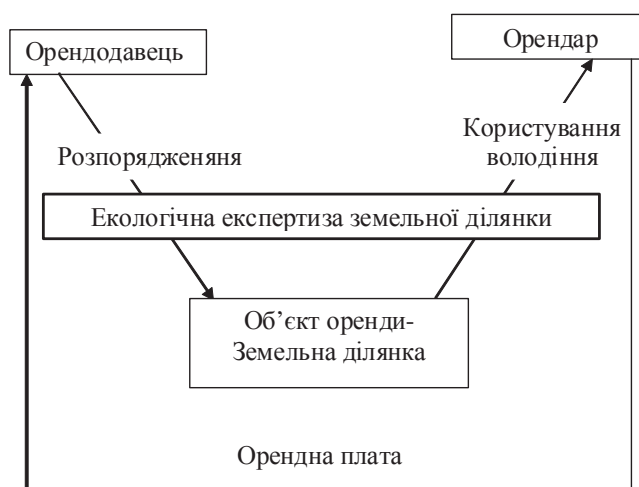 Орендодавець
Орендар
Розпорядженяня
Користування
володіння
Екологічна експертиза земельної ділянки
Об’єкт оренди-
Земельна ділянка
Орендна плата